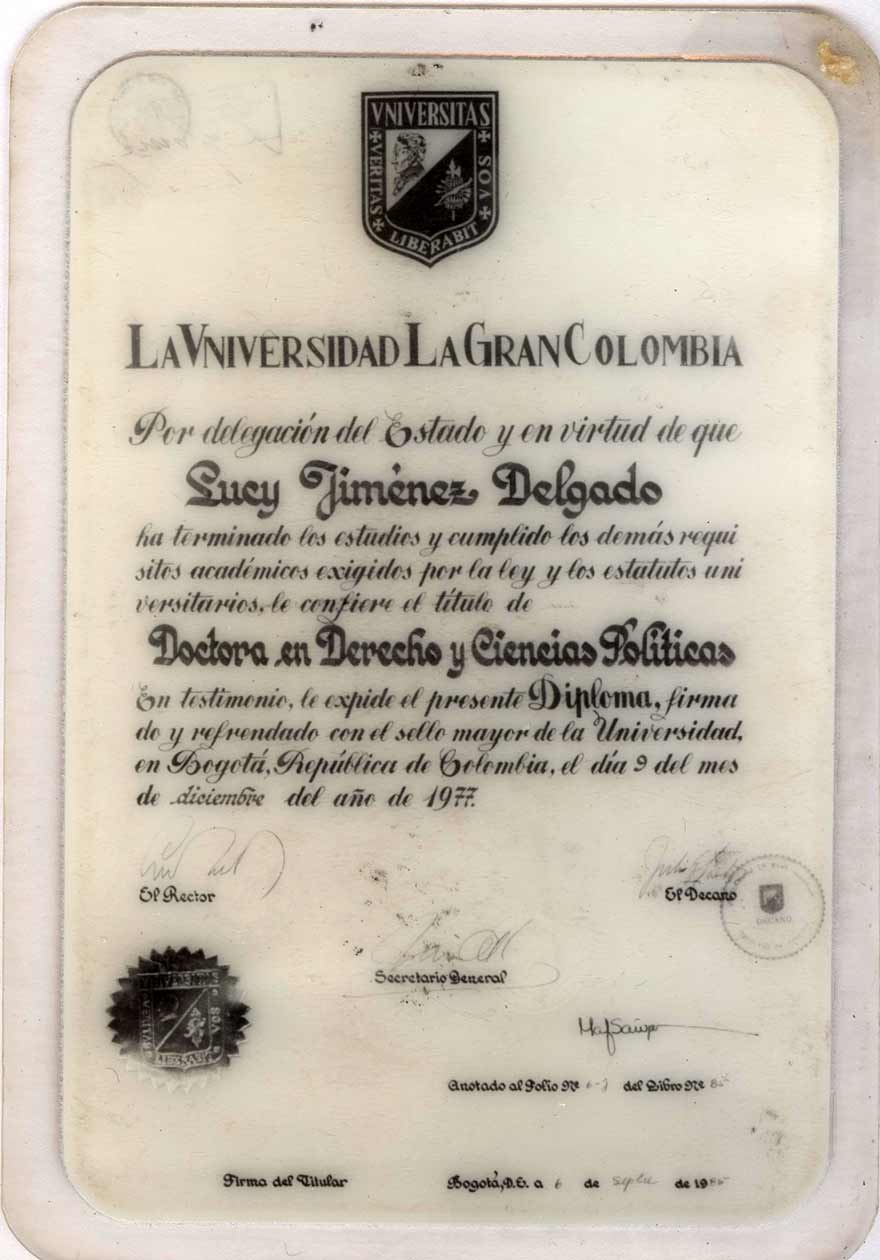 VNIVERSITAS
VERITAS
VOS
LIBERABIT
LA VNIVERSIDAD LA GRAN COLOMBIA
Por delegación del Estado y en virtud de que
Lucy Jiménez Delgado
ha terminado los estudios y cumplido los demás requi
sitos académicos exigidos por la ley y los estatutos uni
versitarios, le confiere el título de
Doctora en Derecho y Ciencias Políticas
En testimonio, le expide el presente Diploma, firma
do y refrendado con el sello mayor de la Universidad,
en Bogotá, República de Colombia, el día 9 del mes
de diciembre del año de 1977.
El Rector
El Decano
DECANO
Secretario General
VOS
LIBERABIT
Anotado al Folio Nº del Libro Nº
Firma del Titular
Bogotá, D.E. a 6 de de 19